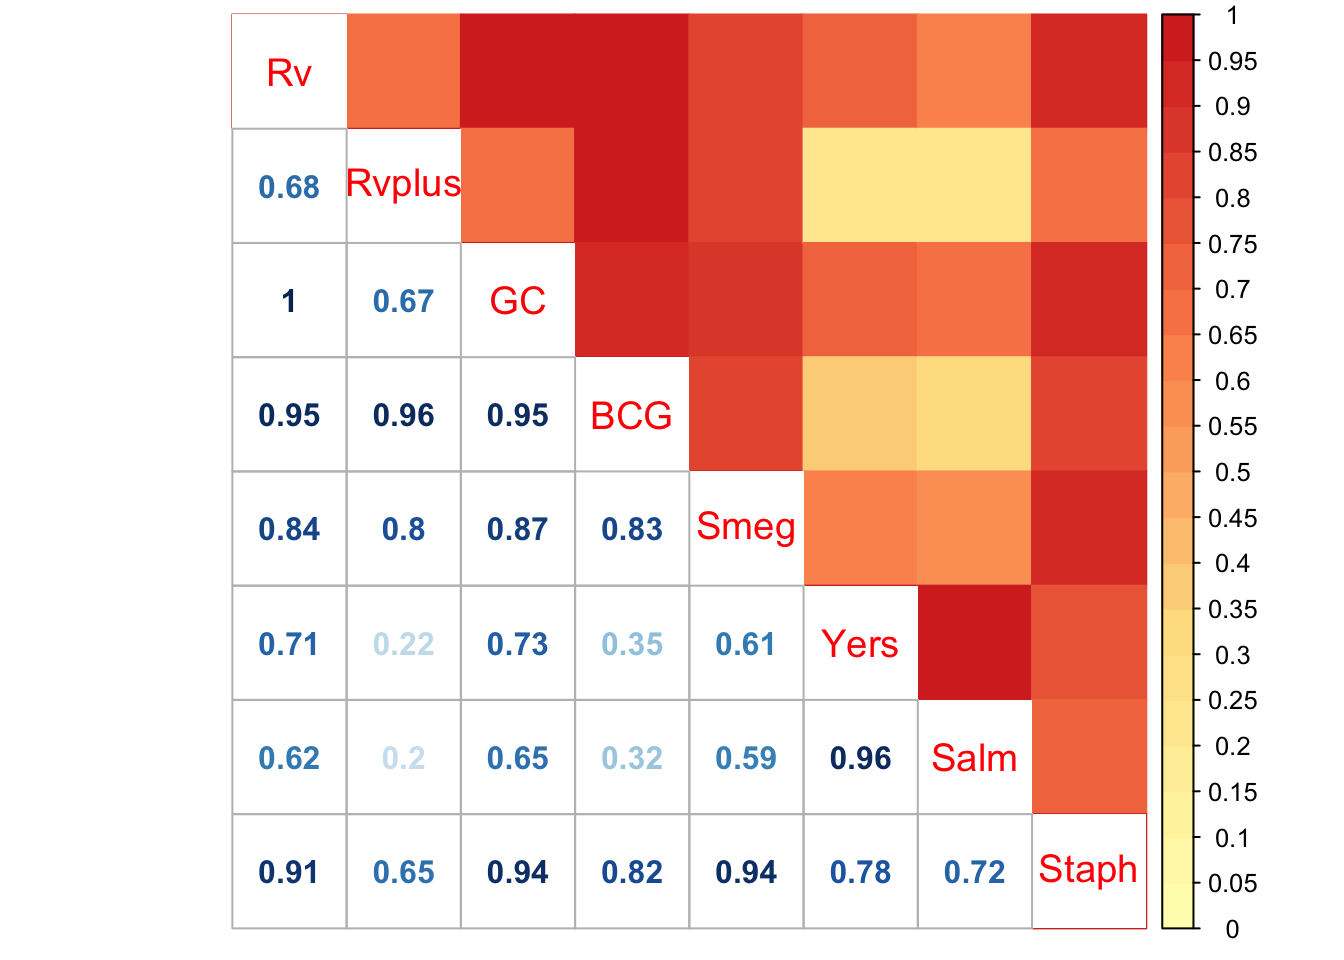 Rv
0.68 Rvplus
1 0.67 GC
0.95 0.96 0.95 BCG
0.84 0.8 0.87 0.83 Smeg
0.71 0.22 0.73 0.35 0.61 Yers
0.62 0.2 0.65 0.32 0.59 0.96 Salm
0.91 0.65 0.94 0.82 0.94 0.78 0.72 Staph
1
0.95
0.9
0.85
0.8
0.75
0.7
0.65
0.6
0.55
0.5
0.45
0.4
0.35
0.3
0.25
0.2
0.15
0.1
0.05
0